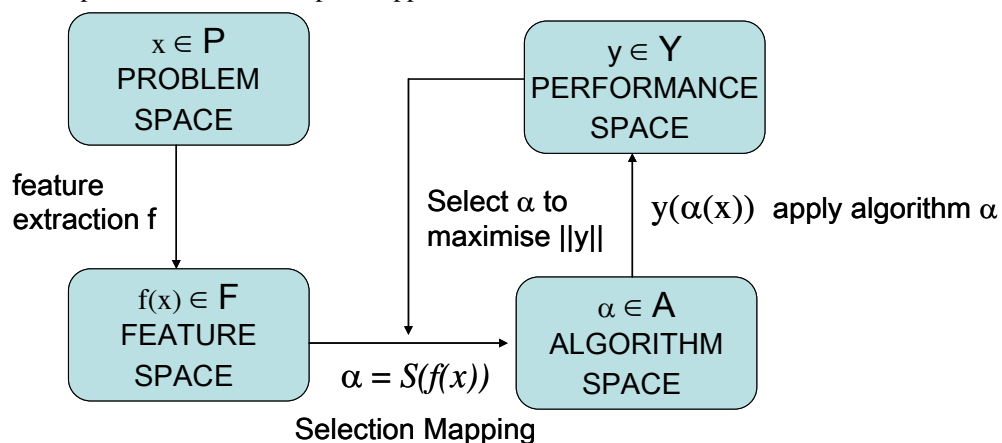 x ∈ P
PROBLEM
SPACE
y ∈ Y
PERFORMANCE
SPACE
feature
extraction f
Select α to
maximise ||y||
y(α(x)) apply algorithm α
f(x) ∈ F
FEATURE
SPACE
α = S(f(x))
Selection Mapping
α ∈ A
ALGORITHM
SPACE